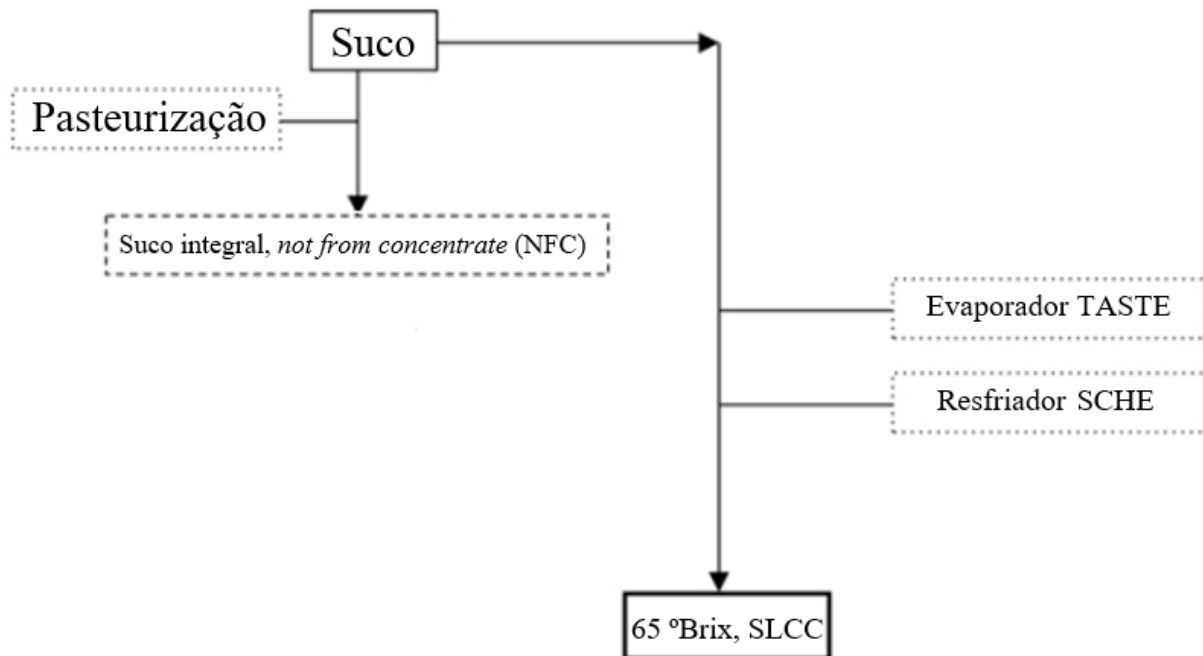 Suco
Pasteurização
Suco integral, not from concentrate (NFC)
Evaporador TASTE
Resfriador SCHE
65 ºBrix, SLCC